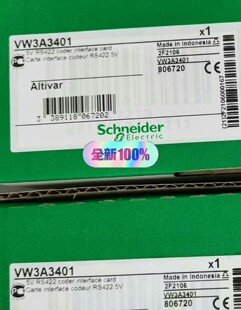 VW3A3401
5V RS422 coder interface card
Carte interface codeur RS422 5V
x1
Made in Indonesia
2F2106
VW3A3401
806720
CE
Altivar
3 389118 067202
Schneider
Electric
全新100%
VW3A3401
5V RS422 coder interface card
Carte interface codeur RS422 5V
x1
Made in Indonesia
2F2106
VW3A3401
806720
CE